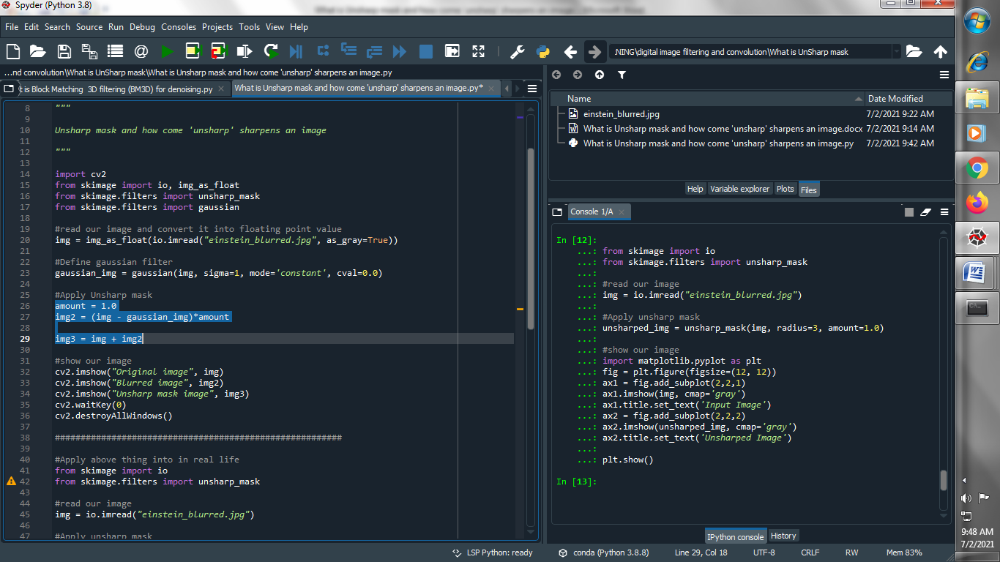 Spyder (Python 3.8)
File Edit Search Source Run Debug Consoles Projects Tools View Help
.NING\digital image filtering and convolution\What is UnSharp mask
...nd convolution\What is UnSharp mask\What is Unsharp mask and how come 'unsharp' sharpens an image.py
t is Block Matching 3D filtering (BM3D) for denoising.py
What is Unsharp mask and how come 'unsharp' sharpens an image.py*
8 """
9
10 Unsharp mask and how come 'unsharp' sharpens an image
11
12 """
13
14 import cv2
15 from skimage import io, img_as_float
16 from skimage.filters import unsharp_mask
17 from skimage.filters import gaussian
18
19 #read our image and convert it into floating point value
20 img = img_as_float(io.imread("einstein_blurred.jpg", as_gray=True))
21
22 #Define gaussian filter
23 gaussian_img = gaussian(img, sigma=1, mode='constant', cval=0.0)
24
25 #Apply Unsharp mask
26 amount = 1.0
27 img2 = (img - gaussian_img)*amount
28
29 img3 = img + img2
30
31 #show our image
32 cv2.imshow("Original image", img)
33 cv2.imshow("Blurred image", img2)
34 cv2.imshow("Unsharp mask image", img3)
35 cv2.waitKey(0)
36 cv2.destroyAllWindows()
37
38 ########################################################
39
40 #Apply above thing into in real life
41 from skimage import io
42 from skimage.filters import unsharp_mask
43
44 #read our image
45 img = io.imread("einstein_blurred.jpg")
46
47 #Apply unsharp mask
Name Date Modified
einstein_blurred.jpg 7/2/2021 9:22 AM
What is Unsharp mask and how come 'unsharp' sharpens an image.docx 7/2/2021 9:14 AM
What is Unsharp mask and how come 'unsharp' sharpens an image.py 7/2/2021 9:42 AM
Help Variable explorer Plots Files
Console 1/A
In [12]:
...: from skimage import io
...: from skimage.filters import unsharp_mask
...:
...: #read our image
...: img = io.imread("einstein_blurred.jpg")
...:
...: #Apply unsharp mask
...: unsharped_img = unsharp_mask(img, radius=3, amount=1.0)
...:
...: #show our image
...: import matplotlib.pyplot as plt
...: fig = plt.figure(figsize=(12, 12))
...: ax1 = fig.add_subplot(2,2,1)
...: ax1.imshow(img, cmap='gray')
...: ax1.title.set_text('Input Image')
...: ax2 = fig.add_subplot(2,2,2)
...: ax2.imshow(unsharped_img, cmap='gray')
...: ax2.title.set_text('Unsharped Image')
...:
...: plt.show()
In [13]:
IPython console History
LSP Python: ready conda (Python 3.8.8) Line 29, Col 18 UTF-8 CRLF RW Mem 83%
9:48 AM
7/2/2021